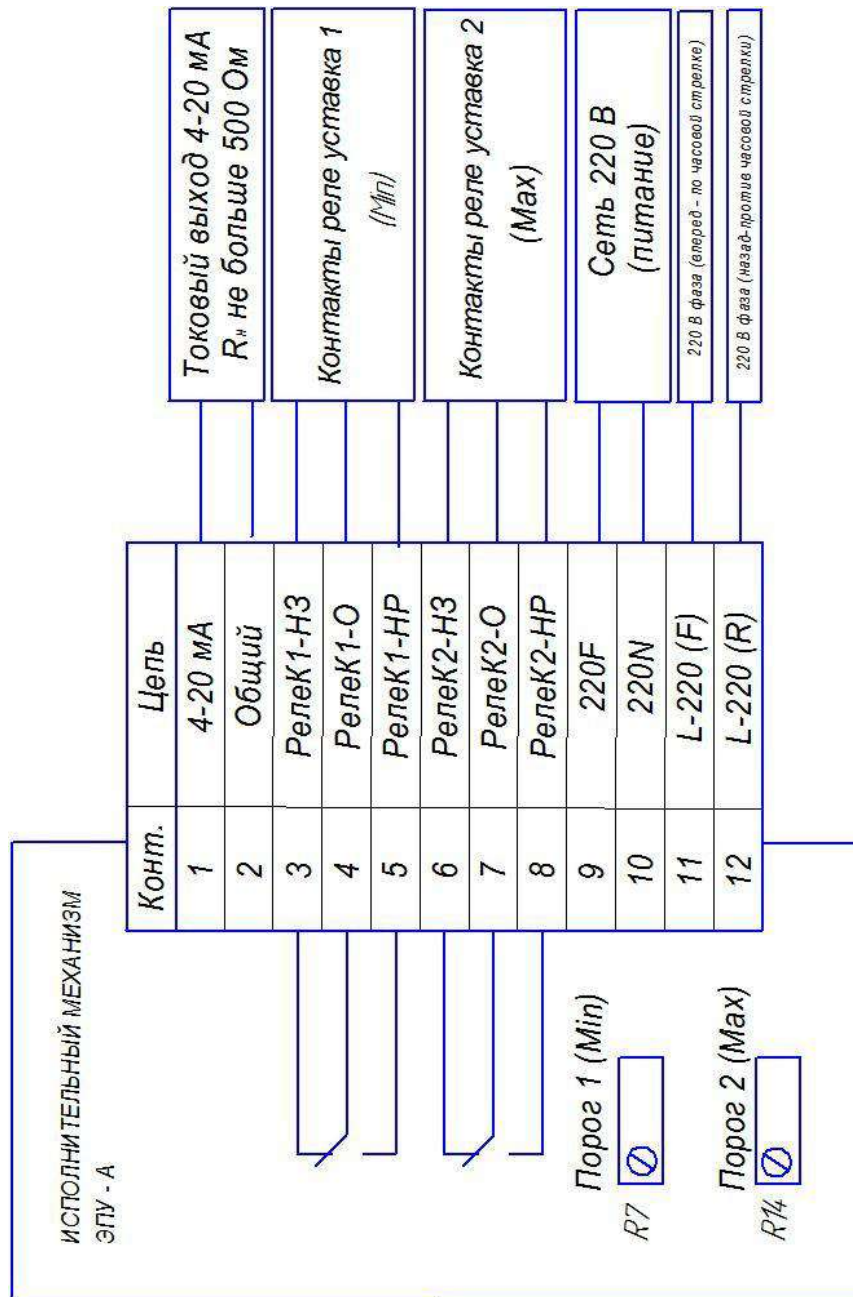 ИСПОЛНИТЕЛЬНЫЙ МЕХАНИЗМ
ЭПУ - А
Конт. Цепь
1 4-20 мА
2 Общий
3 РелеК1-НЗ
4 РелеК1-О
5 РелеК1-НР
6 РелеК2-НЗ
7 РелеК2-О
8 РелеК2-НР
9 220F
10 220N
11 L-220 (F)
12 L-220 (R)
Токовый выход 4-20 мА
Rн не больше 500 Ом
Контакты реле уставка 1
(Min)
Контакты реле уставка 2
(Max)
Сеть 220 В
(питание)
220 В фаза (вперед - по часовой стрелке)
220 В фаза (назад-против часовой стрелки)
Порог 1 (Min)
R7
Порог 2 (Max)
R14